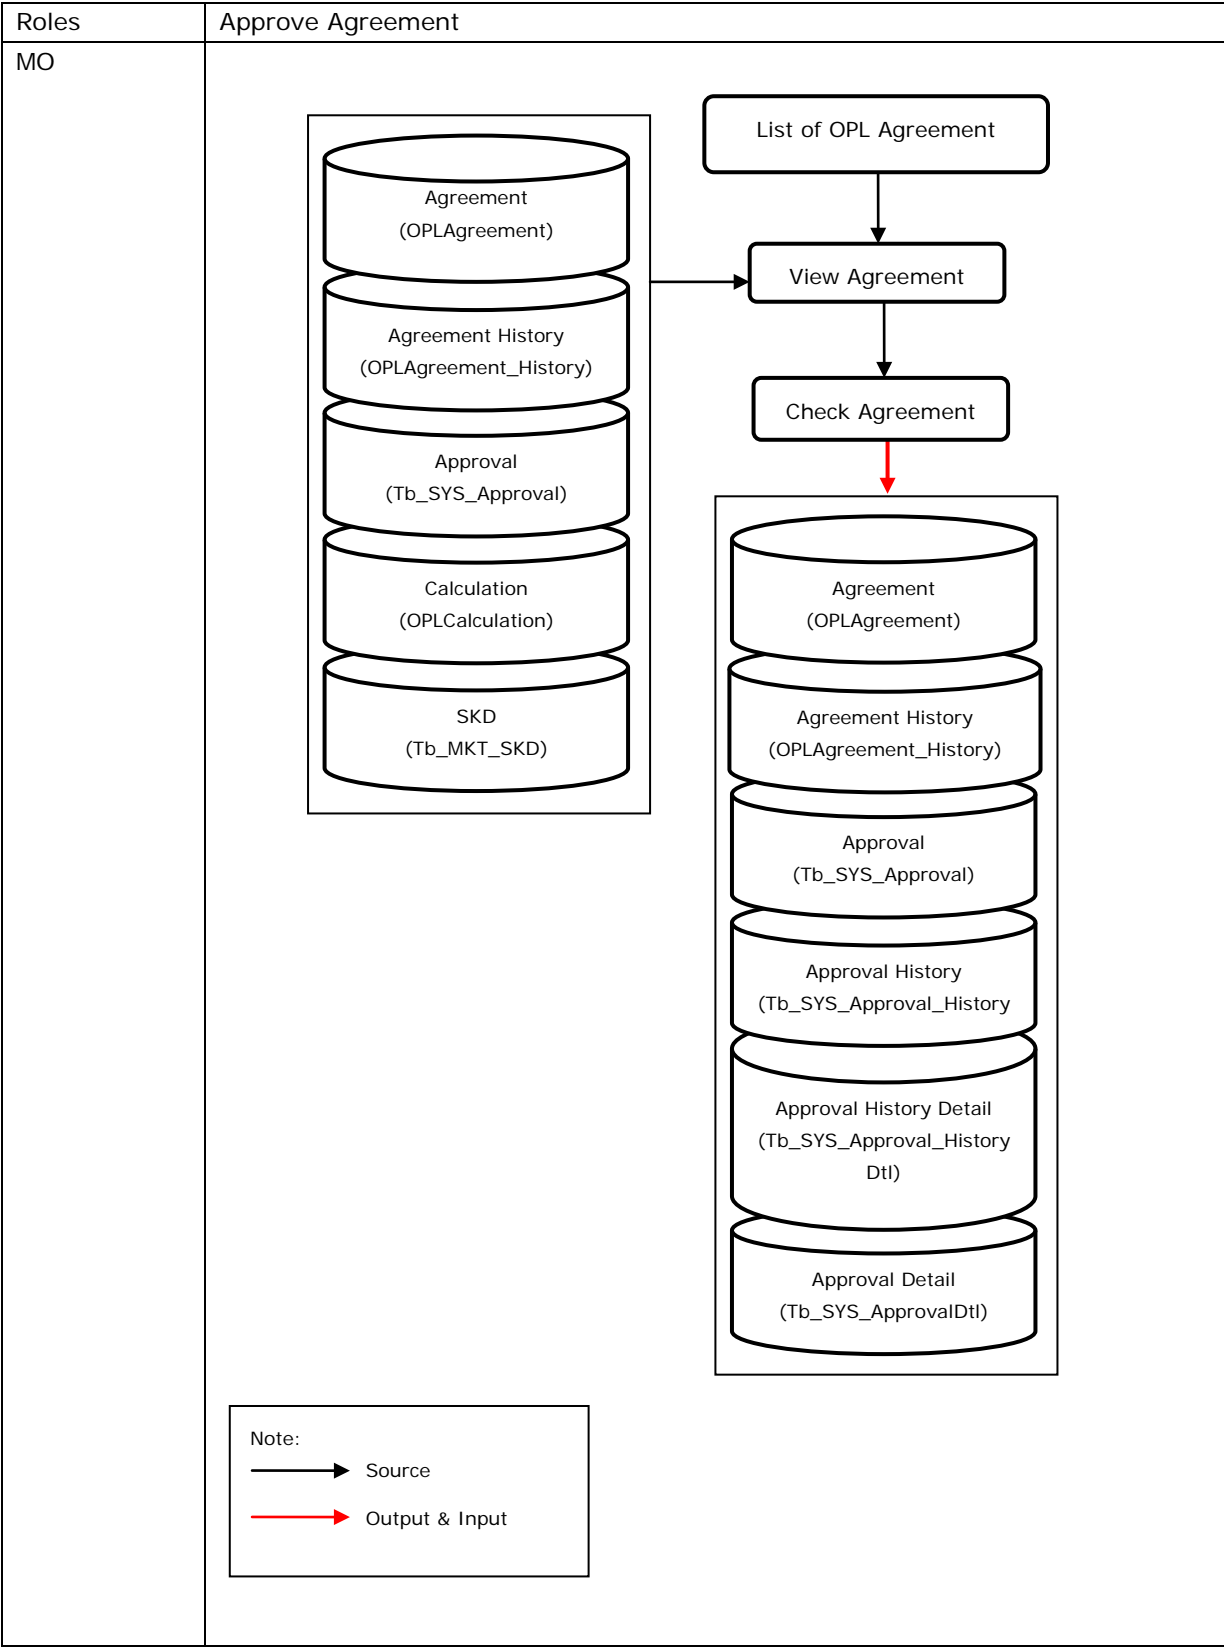 Roles
Approve Agreement
MO
List of OPL Agreement
View Agreement
Check Agreement
Agreement
(OPLAgreement)
Agreement History
(OPLAgreement_History)
Approval
(Tb_SYS_Approval)
Calculation
(OPLCalculation)
SKD
(Tb_MKT_SKD)
Agreement
(OPLAgreement)
Agreement History
(OPLAgreement_History)
Approval
(Tb_SYS_Approval)
Approval History
(Tb_SYS_Approval_History
Approval History Detail
(Tb_SYS_Approval_History
Dtl)
Approval Detail
(Tb_SYS_ApprovalDtl)
Note:
Source
Output & Input